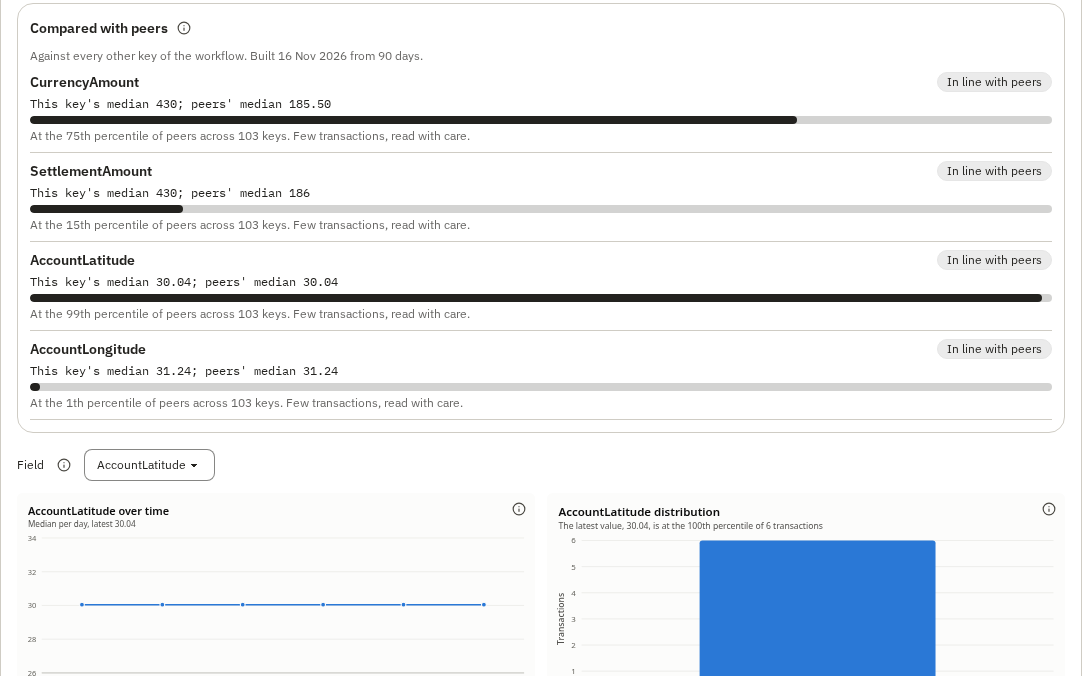 Compared with peers
Against every other key of the workflow. Built 16 Nov 2026 from 90 days.
CurrencyAmount
In line with peers
This key's median 430; peers' median 185.50
At the 75th percentile of peers across 103 keys. Few transactions, read with care.
SettlementAmount
In line with peers
This key's median 430; peers' median 186
At the 15th percentile of peers across 103 keys. Few transactions, read with care.
AccountLatitude
In line with peers
This key's median 30.04; peers' median 30.04
At the 99th percentile of peers across 103 keys. Few transactions, read with care.
AccountLongitude
In line with peers
This key's median 31.24; peers' median 31.24
At the 1th percentile of peers across 103 keys. Few transactions, read with care.
Field
AccountLatitude
AccountLatitude over time
Median per day, latest 30.04
34
32
30
28
26
AccountLatitude distribution
The latest value, 30.04, is at the 100th percentile of 6 transactions
6
5
4
3
2
1
Transactions